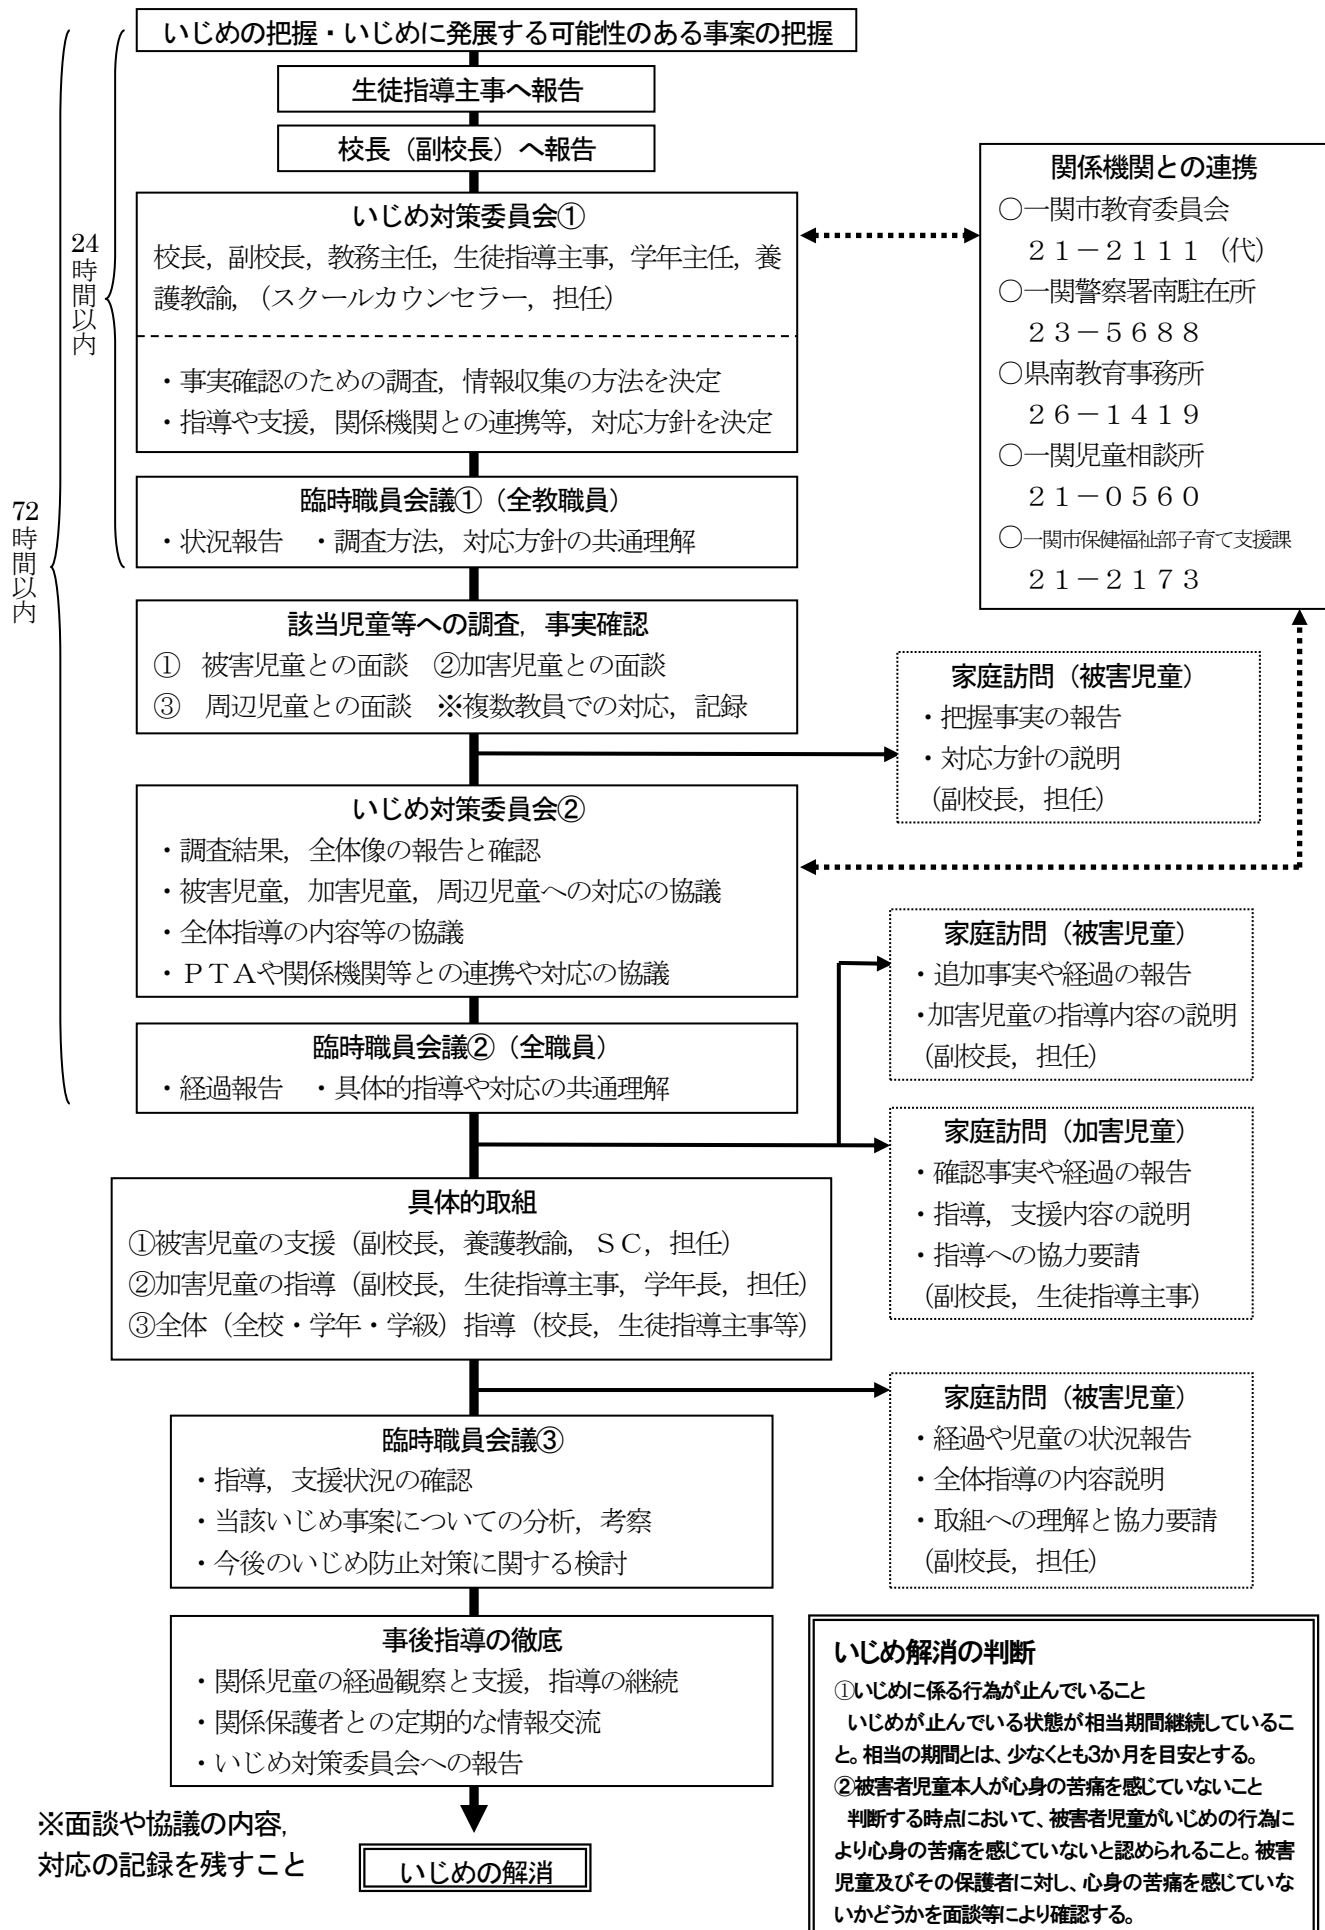 いじめの把握・いじめに発展する可能性のある事案の把握
生徒指導主事へ報告
校長（副校長）へ報告
24時間以内
72時間以内
いじめ対策委員会①
校長，副校長，教務主任，生徒指導主事，学年主任，養
護教諭，（スクールカウンセラー，担任）
・事実確認のための調査，情報収集の方法を決定
・指導や支援，関係機関との連携等，対応方針を決定
関係機関との連携
○一関市教育委員会
２１－２１１１（代）
○一関警察署南駐在所
２３－５６８８
○県南教育事務所
２６－１４１９
○一関児童相談所
２１－０５６０
○一関市保健福祉部子育て支援課
２１－２１７３
臨時職員会議①（全教職員）
・状況報告　・調査方法，対応方針の共通理解
該当児童等への調査，事実確認
①　被害児童との面談　②加害児童との面談
③　周辺児童との面談　※複数教員での対応，記録
家庭訪問（被害児童）
・把握事実の報告
・対応方針の説明
（副校長，担任）
いじめ対策委員会②
・調査結果，全体像の報告と確認
・被害児童，加害児童，周辺児童への対応の協議
・全体指導の内容等の協議
・ＰＴＡや関係機関等との連携や対応の協議
臨時職員会議②（全職員）
・経過報告　・具体的指導や対応の共通理解
家庭訪問（被害児童）
・追加事実や経過の報告
・加害児童の指導内容の説明
（副校長，担任）
家庭訪問（加害児童）
・確認事実や経過の報告
・指導，支援内容の説明
・指導への協力要請
（副校長，生徒指導主事）
具体的取組
①被害児童の支援（副校長，養護教諭，ＳＣ，担任）
②加害児童の指導（副校長，生徒指導主事，学年長，担任）
③全体（全校・学年・学級）指導（校長，生徒指導主事等）
家庭訪問（被害児童）
・経過や児童の状況報告
・全体指導の内容説明
・取組への理解と協力要請
（副校長，担任）
臨時職員会議③
・指導，支援状況の確認
・当該いじめ事案についての分析，考察
・今後のいじめ防止対策に関する検討
事後指導の徹底
・関係児童の経過観察と支援，指導の継続
・関係保護者との定期的な情報交流
・いじめ対策委員会への報告
※面談や協議の内容，
対応の記録を残すこと
いじめの解消
いじめ解消の判断
①いじめに係る行為が止んでいること
いじめが止んでいる状態が相当期間継続しているこ
と。相当の期間とは、少なくとも3か月を目安とする。
②被害者児童本人が心身の苦痛を感じていないこと
判断する時点において、被害者児童がいじめの行為に
より心身の苦痛を感じていないと認められること。被害
児童及びその保護者に対し、心身の苦痛を感じていな
いかどうかを面談等により確認する。